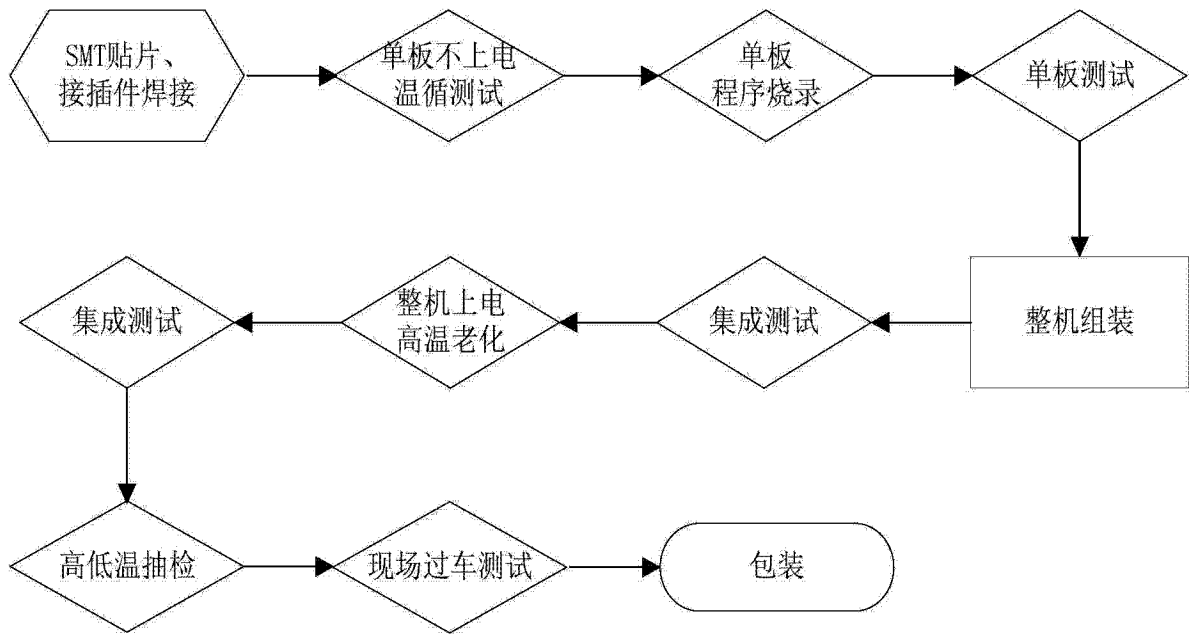 SMT贴片、
接插件焊接
单板不上电
温循测试
单板
程序烧录
单板测试
整机组装
集成测试
整机上电
高温老化
集成测试
高低温抽检
现场过车测试
包装